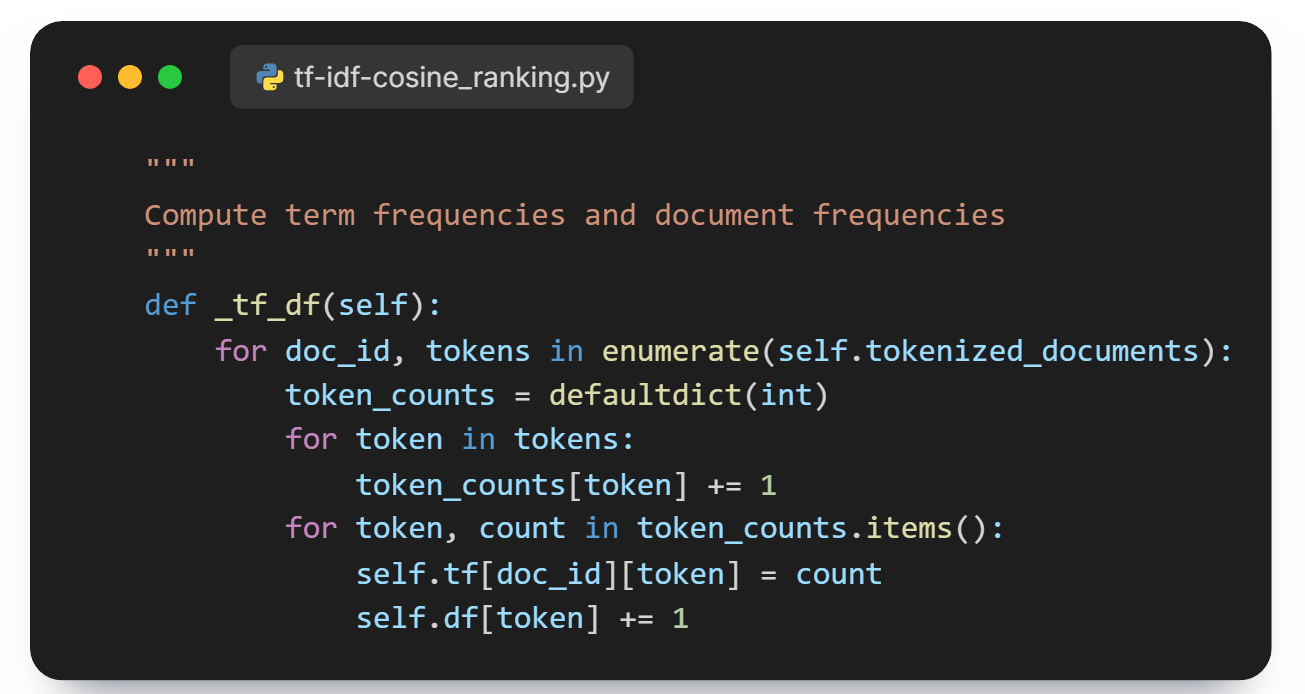 tf-idf-cosine_ranking.py
"""
Compute term frequencies and document frequencies
"""
def _tf_df(self):
    for doc_id, tokens in enumerate(self.tokenized_documents):
        token_counts = defaultdict(int)
        for token in tokens:
            token_counts[token] += 1
        for token, count in token_counts.items():
            self.tf[doc_id][token] = count
            self.df[token] += 1